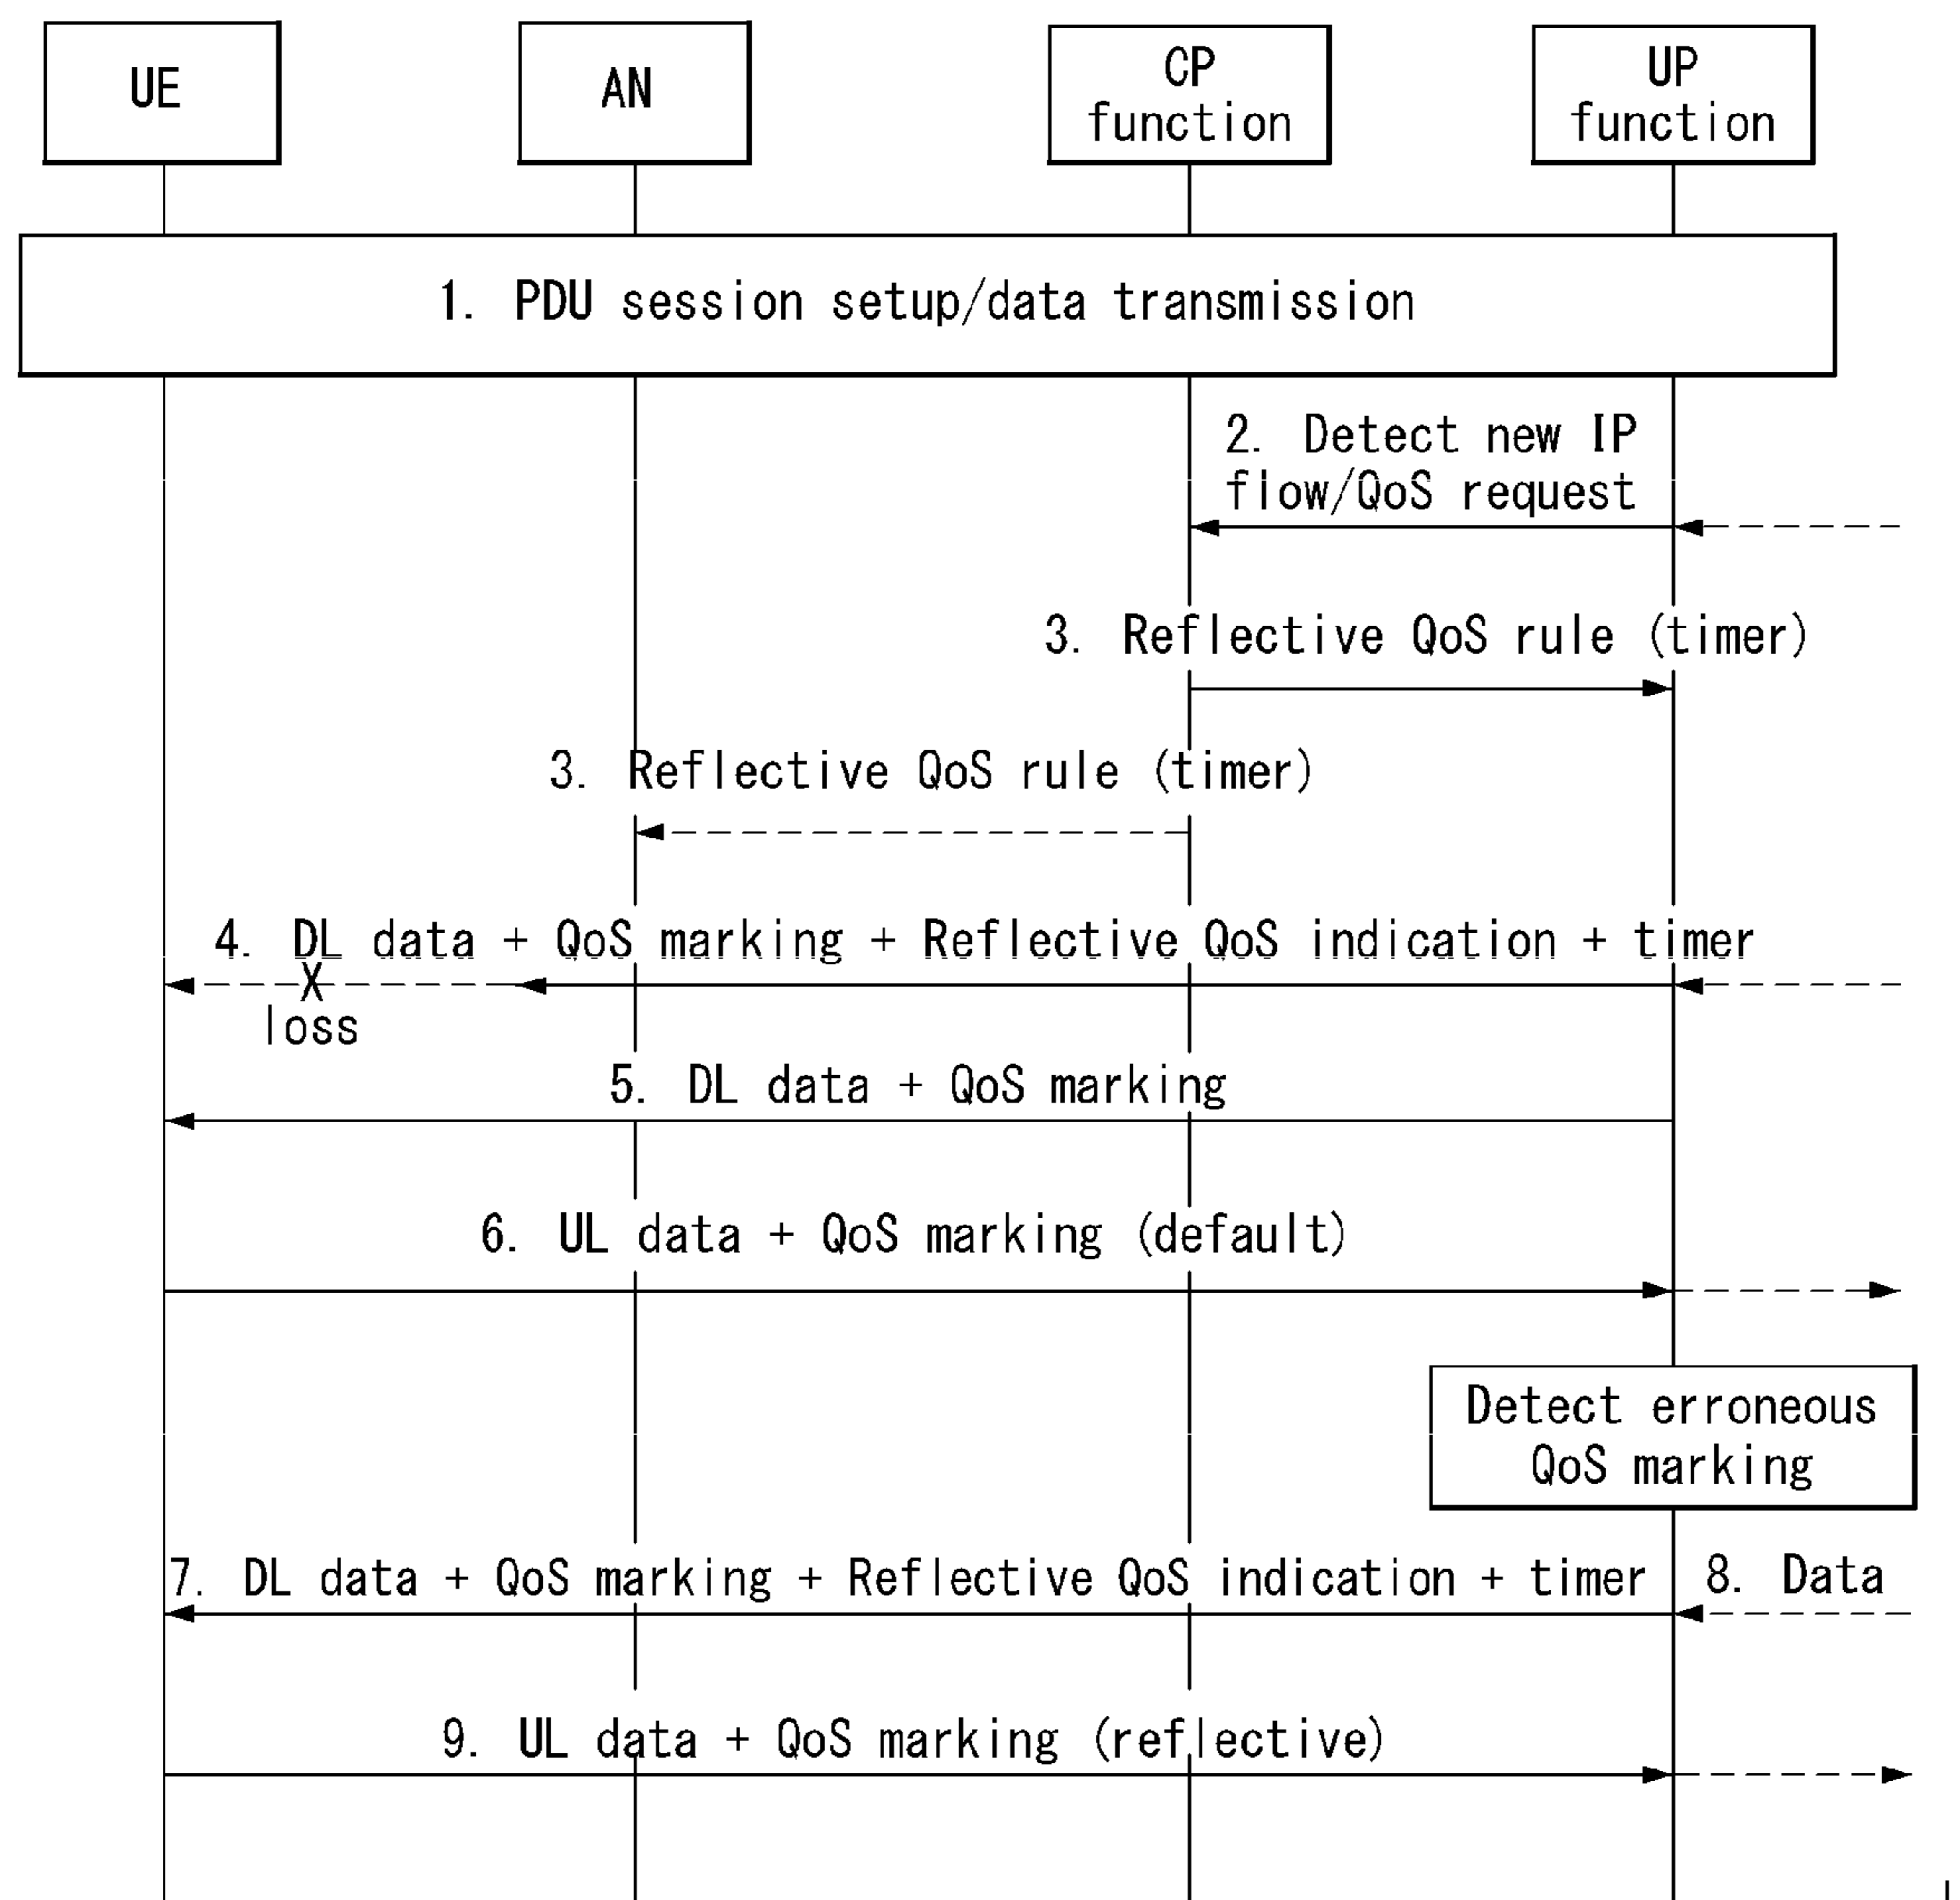 UE
AN
CP
function
UP
function
1. PDU session setup/data transmission
2. Detect new IP
flow/QoS request
3. Reflective QoS rule (timer)
3. Reflective QoS rule (timer)
4. DL data + QoS marking + Reflective QoS indication + timer
X
loss
5. DL data + QoS marking
6. UL data + QoS marking (default)
Detect erroneous
QoS marking
7. DL data + QoS marking + Reflective QoS indication + timer
8. Data
9. UL data + QoS marking (reflective)